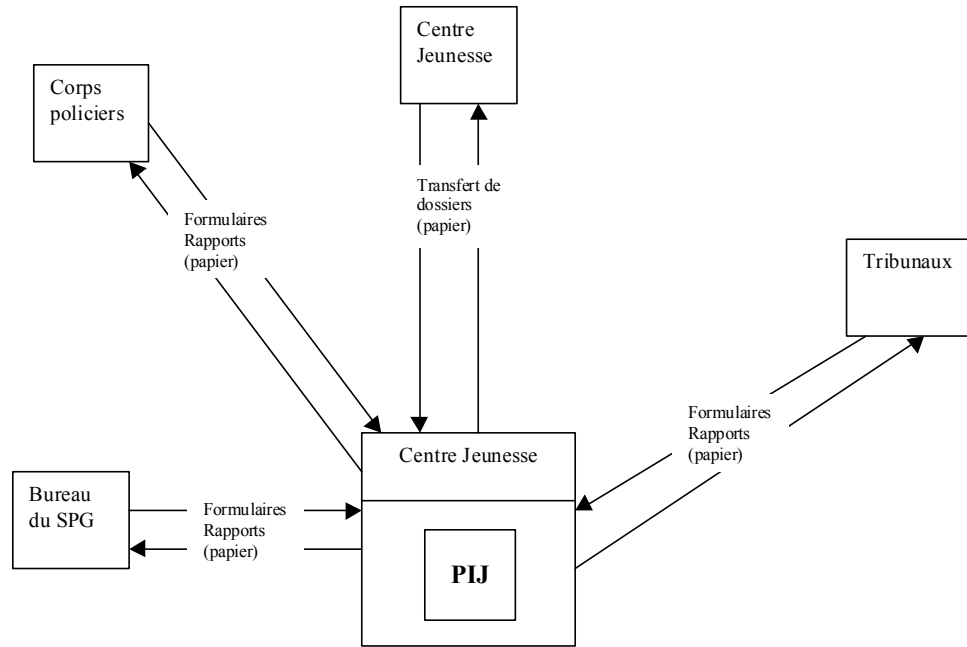 Centre
Jeunesse
Corps
policiers
Transfert de
dossiers
(papier)
Formulaires
Rapports
(papier)
Tribunaux
Formulaires
Rapports
(papier)
Centre Jeunesse
Bureau
du SPG
Formulaires
Rapports
(papier)
PIJ